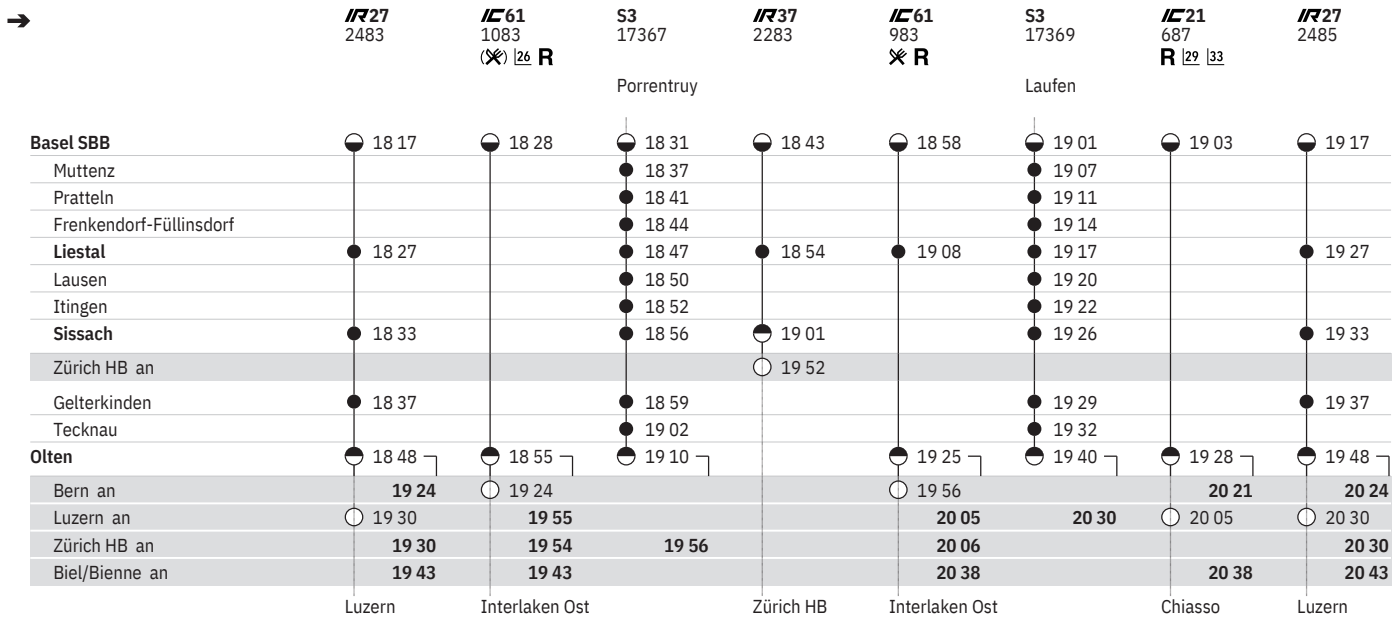 ➔ IR27 IC61 S3 IR37 IC61 S3 IC21 IR27
2483 1083 17367 2283 983 17369 687 2485
26 R R R 29 33
Porrentruy Laufen
Basel SBB 18 17 18 28 18 31 18 43 18 58 19 01 19 03 19 17
Muttenz 18 37 19 07
Pratteln 18 41 19 11
Frenkendorf-Füllinsdorf 18 44 19 14
Liestal 18 27 18 47 18 54 19 08 19 17 19 27
Lausen 18 50 19 20
Itingen 18 52 19 22
Sissach 18 33 18 56 19 01 19 26 19 33
Zürich HB an 19 52
Gelterkinden 18 37 18 59 19 29 19 37
Tecknau 19 02 19 32
Olten 18 48 18 55 19 10 19 25 19 40 19 28 19 48
Bern an 19 24 19 24 19 56 20 21 20 24
Luzern an 19 30 19 55 20 05 20 30 20 05 20 30
Zürich HB an 19 30 19 54 19 56 20 06 20 30
Biel/Bienne an 19 43 19 43 20 38 20 38 20 43
Luzern Interlaken Ost Zürich HB Interlaken Ost Chiasso Luzern